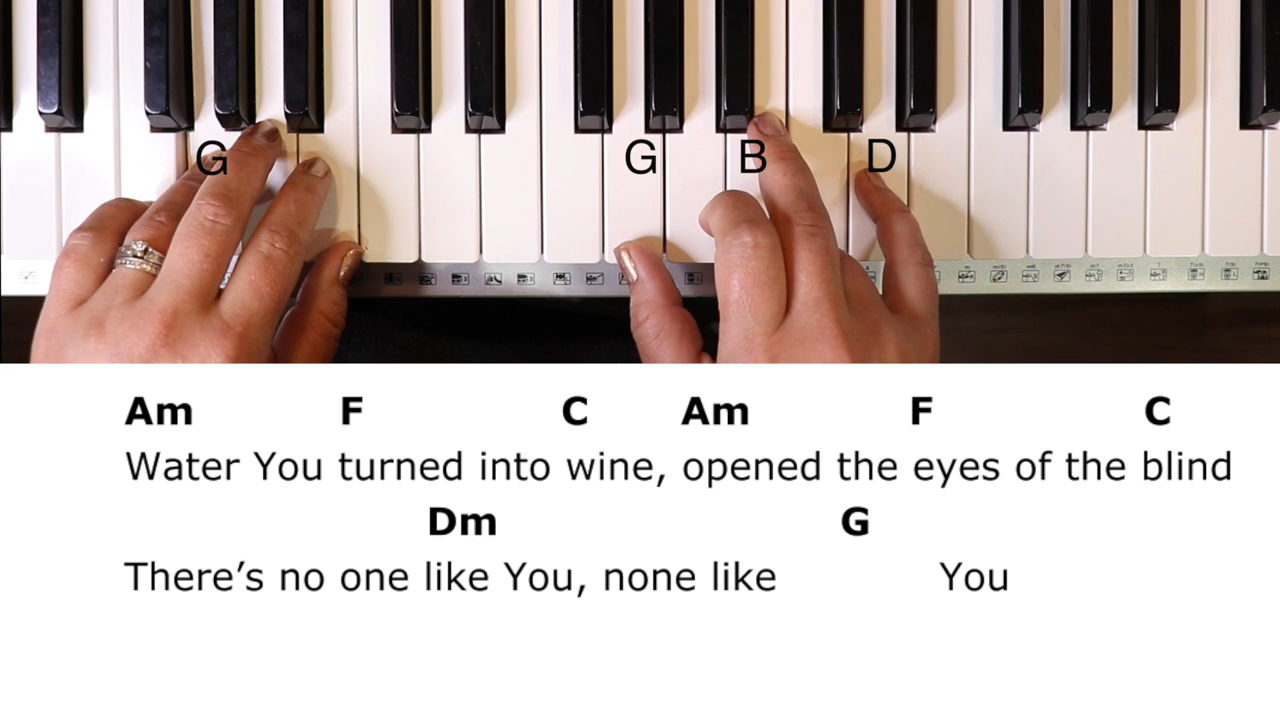 G G B D
Am F C Am F C
Water You turned into wine, opened the eyes of the blind
Dm G
There’s no one like You, none like You